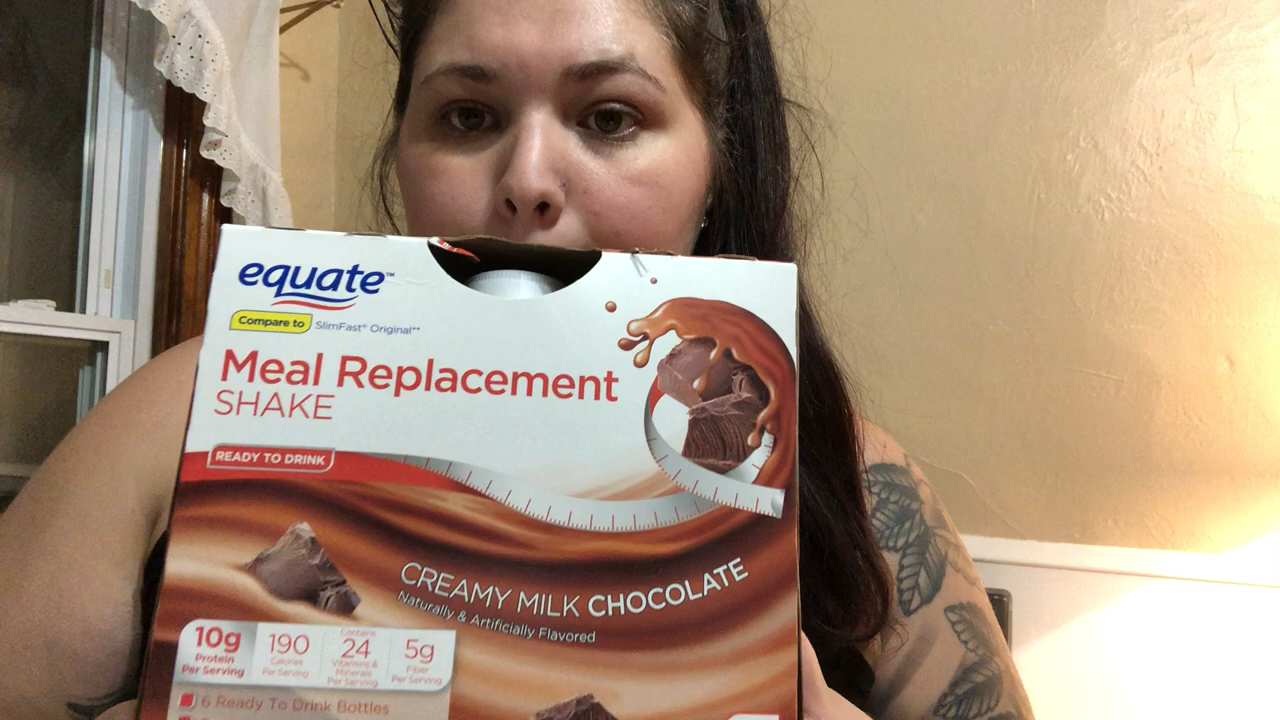 equate™
Compare to SlimFast® Original**
Meal Replacement
SHAKE
READY TO DRINK
CREAMY MILK CHOCOLATE
Naturally & Artificially Flavored
10g
Protein
Per Serving
190
Calories
Per Serving
Contains
24
Vitamins &
Minerals
Per Serving
5g
Fiber
Per Serving
6 Ready To Drink Bottles